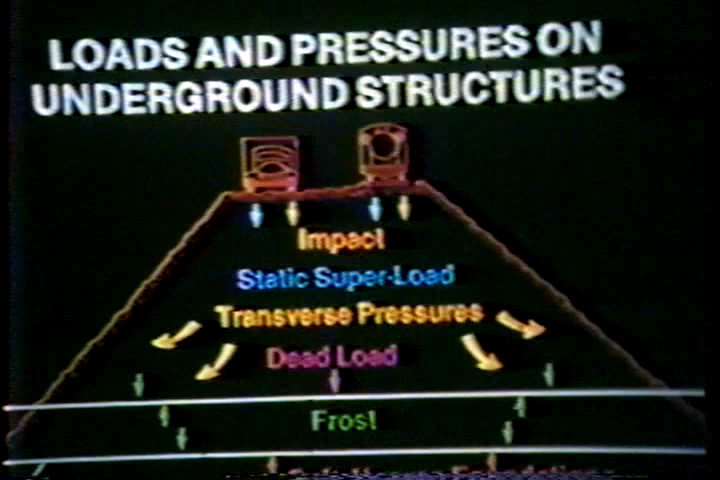 LOADS AND PRESSURES ON
UNDERGROUND STRUCTURES
Impact
Static Super-Load
Transverse Pressures
Dead Load
Frost